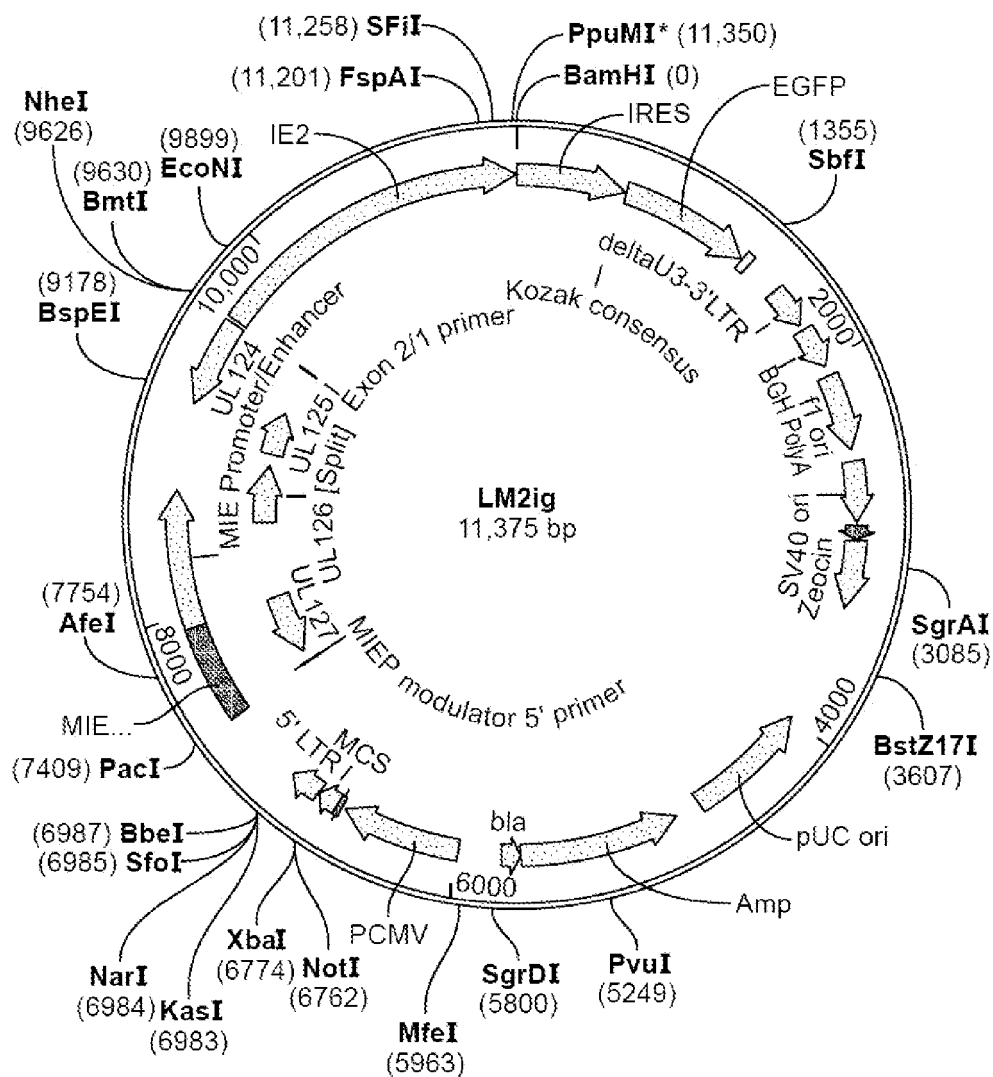 (11,258) SFiI
PpuMI* (11,350)
(11,201) FspAI
BamHI (0)
EGFP
NheI
(9626)
IE2
IRES
(9899)
EcoNI
(1355)
SbfI
(9630)
BmtI
(9178)
BspEI
10,000
2000
deltaU3-3'LTR
Kozak consensus
Exon 2/1 primer
UL124
MIE Promoter/Enhancer
UL125
UL126 [Split]
UL127
BGH PolyA
f1 ori
SV40 ori
Zeocin
LM2ig
11,375 bp
(7754)
AfeI
8000
SgrAI
(3085)
MIEP modulator 5' primer
MIE...
5' LTR
MCS
4000
BstZ17I
(3607)
(7409) PacI
(6987) BbeI
(6985) SfoI
bla
pUC ori
6000
Amp
PCMV
XbaI
(6774)
NotI
(6762)
NarI
(6984)
KasI
(6983)
SgrDI
(5800)
PvuI
(5249)
MfeI
(5963)